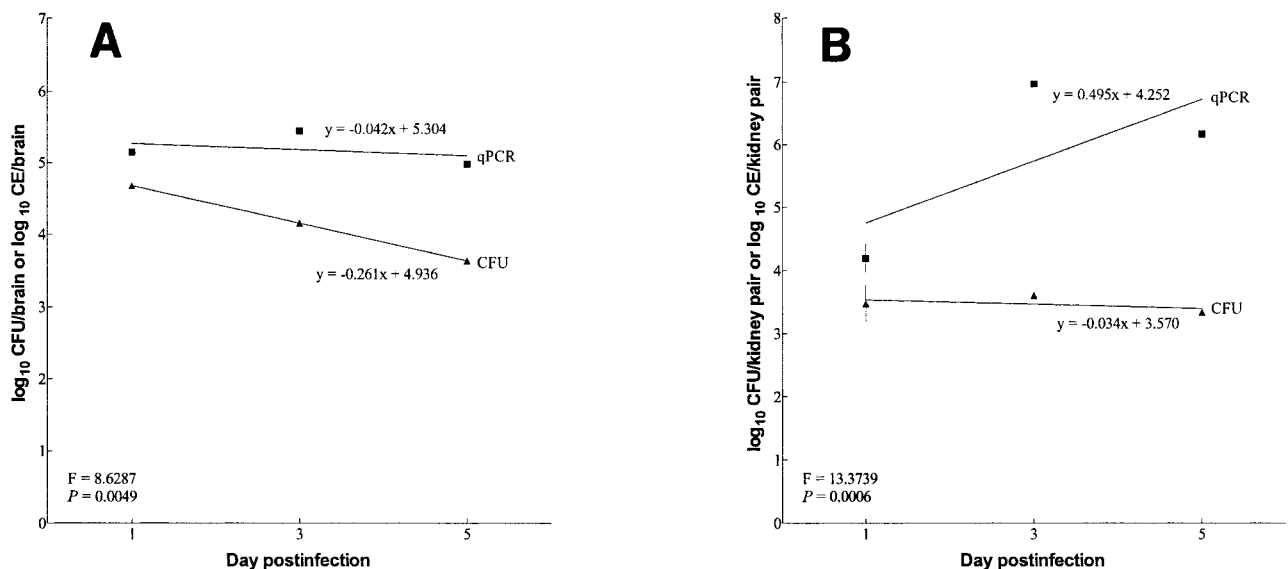 A
log10 CFU/brain or log10 CE/brain
7
6
5
4
3
2
1
0
y = -0.042x + 5.304
qPCR
y = -0.261x + 4.936
CFU
F = 8.6287
P = 0.0049
1
3
5
Day postinfection
B
log10 CFU/kidney pair or log10 CE/kidney pair
8
7
6
5
4
3
2
1
0
y = 0.495x + 4.252
qPCR
y = -0.034x + 3.570
CFU
F = 13.3739
P = 0.0006
1
3
5
Day postinfection